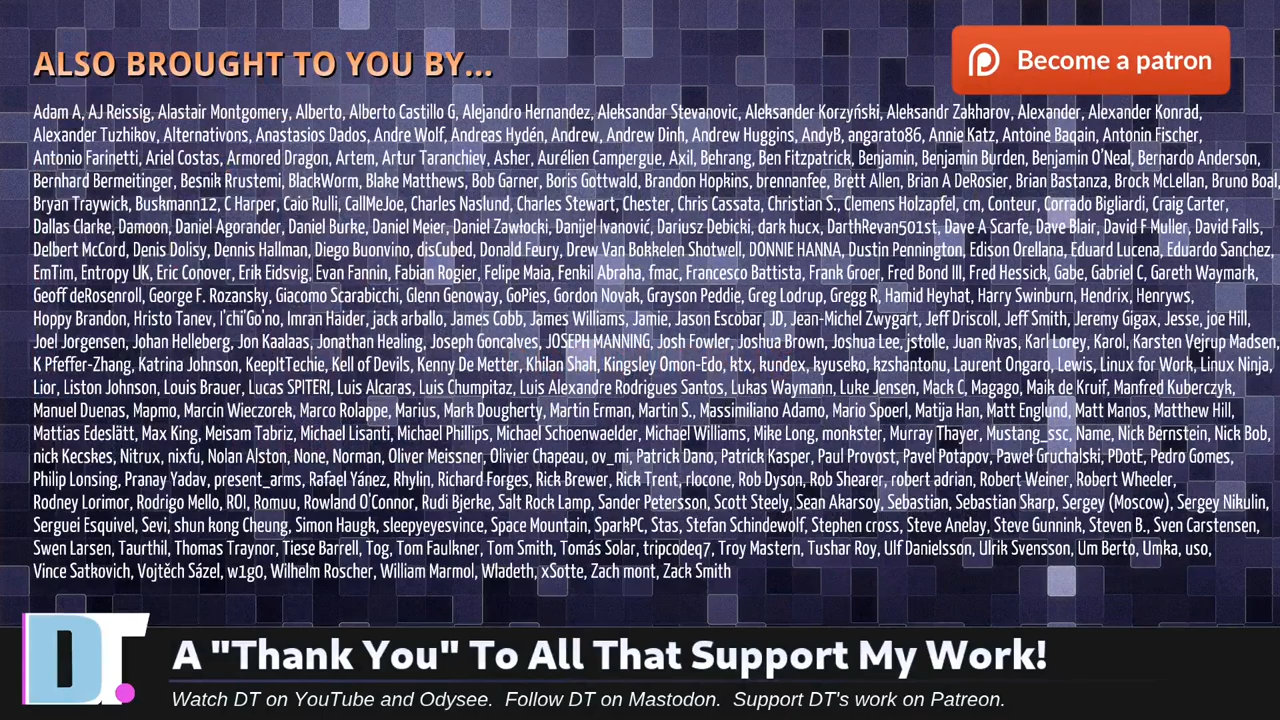 ALSO BROUGHT TO YOU BY...
Become a patron
Adam A, AJ Reissig, Alastair Montgomery, Alberto, Alberto Castillo G, Alejandro Hernandez, Aleksandar Stevanovic, Aleksander Korzyński, Aleksandr Zakharov, Alexander, Alexander Konrad,
Alexander Tuzhikov, Alternativons, Anastasios Dados, Andre Wolf, Andreas Hydén, Andrew, Andrew Dinh, Andrew Huggins, AndyB, angarato86, Annie Katz, Antoine Baqain, Antonin Fischer,
Antonio Farinetti, Ariel Costas, Armored Dragon, Artem, Artur Taranchiev, Asher, Aurélien Campergue, Axil, Behrang, Ben Fitzpatrick, Benjamin, Benjamin Burden, Benjamin O'Neal, Bernardo Anderson,
Bernhard Bermeitinger, Besnik Rrustemi, BlackWorm, Blake Matthews, Bob Garner, Boris Gottwald, Brandon Hopkins, brennanfee, Brett Allen, Brian A DeRosier, Brian Bastanza, Brock McLellan, Bruno Boal,
Bryan Traywick, Buskmann12, C Harper, Caio Rulli, CallMeJoe, Charles Naslund, Charles Stewart, Chester, Chris Cassata, Christian S., Clemens Holzapfel, cm, Conteur, Corrado Bigliardi, Craig Carter,
Dallas Clarke, Damoon, Daniel Agorander, Daniel Burke, Daniel Meier, Daniel Zawłocki, Danijel Ivanović, Dariusz Debicki, dark hucx, DarthRevan501st, Dave A Scarfe, Dave Blair, David F Muller, David Falls,
Delbert McCord, Denis Dolisy, Dennis Hallman, Diego Buonvino, disCubed, Donald Feury, Drew Van Bokkelen Shotwell, DONNIE HANNA, Dustin Pennington, Edison Orellana, Eduard Lucena, Eduardo Sanchez,
EmTim, Entropy UK, Eric Conover, Erik Eidsvig, Evan Fannin, Fabian Rogier, Felipe Maia, Fenkil Abraha, fmac, Francesco Battista, Frank Groer, Fred Bond III, Fred Hessick, Gabe, Gabriel C, Gareth Waymark,
Geoff deRosenroll, George F. Rozansky, Giacomo Scarabicchi, Glenn Genoway, GoPies, Gordon Novak, Grayson Peddie, Greg Lodrup, Gregg R, Hamid Heyhat, Harry Swinburn, Hendrix, Henryws,
Hoppy Brandon, Hristo Tanev, I'chi'Go'no, Imran Haider, jack arballo, James Cobb, James Williams, Jamie, Jason Escobar, JD, Jean-Michel Zwygart, Jeff Driscoll, Jeff Smith, Jeremy Gigax, Jesse, joe Hill,
Joel Jorgensen, Johan Helleberg, Jon Kaalaas, Jonathan Healing, Joseph Goncalves, JOSEPH MANNING, Josh Fowler, Joshua Brown, Joshua Lee, jstolle, Juan Rivas, Karl Lorey, Karol, Karsten Vejrup Madsen,
K Pfeffer-Zhang, Katrina Johnson, KeepItTechie, Kell of Devils, Kenny De Metter, Khilan Shah, Kingsley Omon-Edo, ktx, kundex, kyuseko, kzshantonu, Laurent Ongaro, Lewis, Linux for Work, Linux Ninja,
Lior, Liston Johnson, Louis Brauer, Lucas SPITERI, Luis Alcaras, Luis Chumpitaz, Luis Alexandre Rodrigues Santos, Lukas Waymann, Luke Jensen, Mack C, Magago, Maik de Kruif, Manfred Kuberczyk,
Manuel Duenas, Mapmo, Marcin Wieczorek, Marco Rolappe, Marius, Mark Dougherty, Martin Erman, Martin S., Massimiliano Adamo, Mario Spoerl, Matija Han, Matt Englund, Matt Manos, Matthew Hill,
Mattias Edeslätt, Max King, Meisam Tabriz, Michael Lisanti, Michael Phillips, Michael Schoenwaelder, Michael Williams, Mike Long, monkster, Murray Thayer, Mustang_ssc, Name, Nick Bernstein, Nick Bob,
nick Kecskes, Nitrux, nixfu, Nolan Alston, None, Norman, Oliver Meissner, Olivier Chapeau, ov_mi, Patrick Dano, Patrick Kasper, Paul Provost, Pavel Potapov, Paweł Gruchalski, PDotE, Pedro Gomes,
Philip Lonsing, Pranay Yadav, present_arms, Rafael Yánez, Rhylin, Richard Forges, Rick Brewer, Rick Trent, rlocone, Rob Dyson, Rob Shearer, robert adrian, Robert Weiner, Robert Wheeler,
Rodney Lorimor, Rodrigo Mello, ROI, Romuu, Rowland O'Connor, Rudi Bjerke, Salt Rock Lamp, Sander Petersson, Scott Steely, Sean Akarsoy, Sebastian, Sebastian Skarp, Sergey (Moscow), Sergey Nikulin,
Serguei Esquivel, Sevi, shun kong Cheung, Simon Haugk, sleepyeyesvince, Space Mountain, SparkPC, Stas, Stefan Schindewolf, Stephen cross, Steve Anelay, Steve Gunnink, Steven B., Sven Carstensen,
Swen Larsen, Taurthil, Thomas Traynor, Tiese Barrell, Tog, Tom Faulkner, Tom Smith, Tomás Solar, tripcodeq7, Troy Mastern, Tushar Roy, Ulf Danielsson, Ulrik Svensson, Um Berto, Umka, uso,
Vince Satkovich, Vojtěch Sázel, w1g0, Wilhelm Roscher, William Marmol, Wladeth, xSotte, Zach mont, Zack Smith
DT.
A "Thank You" To All That Support My Work!
Watch DT on YouTube and Odysee. Follow DT on Mastodon. Support DT's work on Patreon.